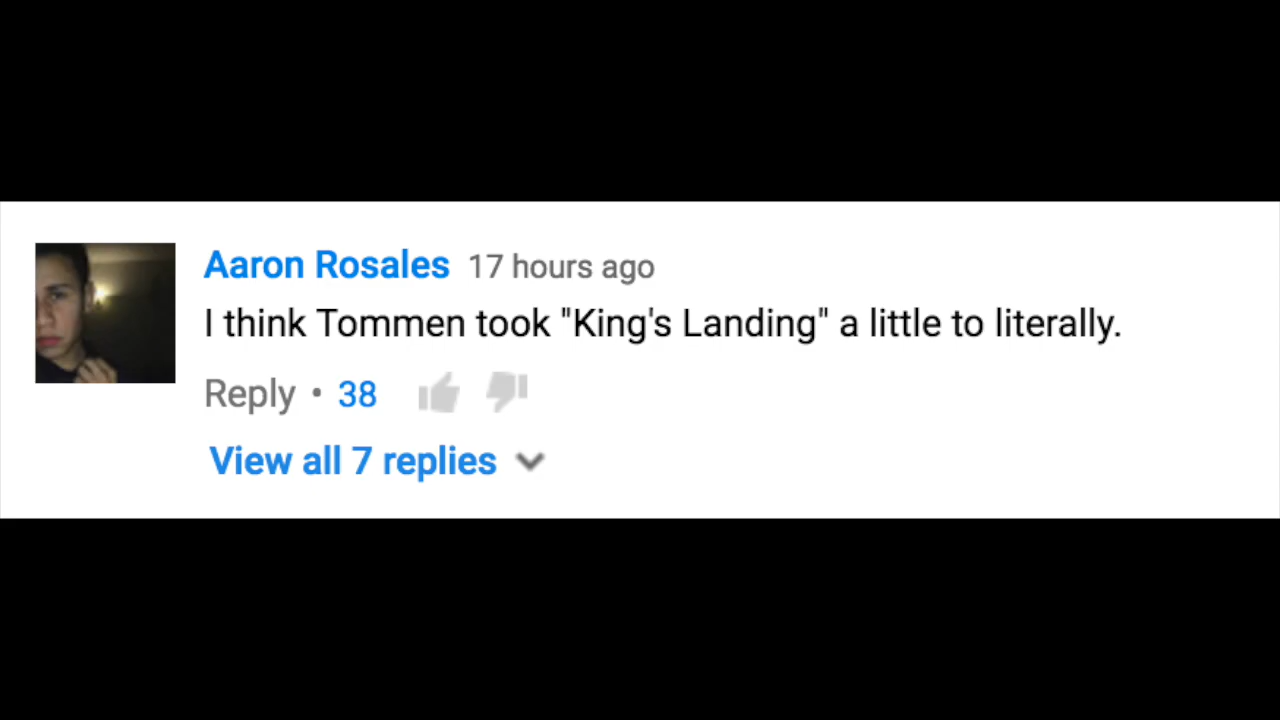 Aaron Rosales 17 hours ago
I think Tommen took "King's Landing" a little to literally.
Reply • 38
View all 7 replies